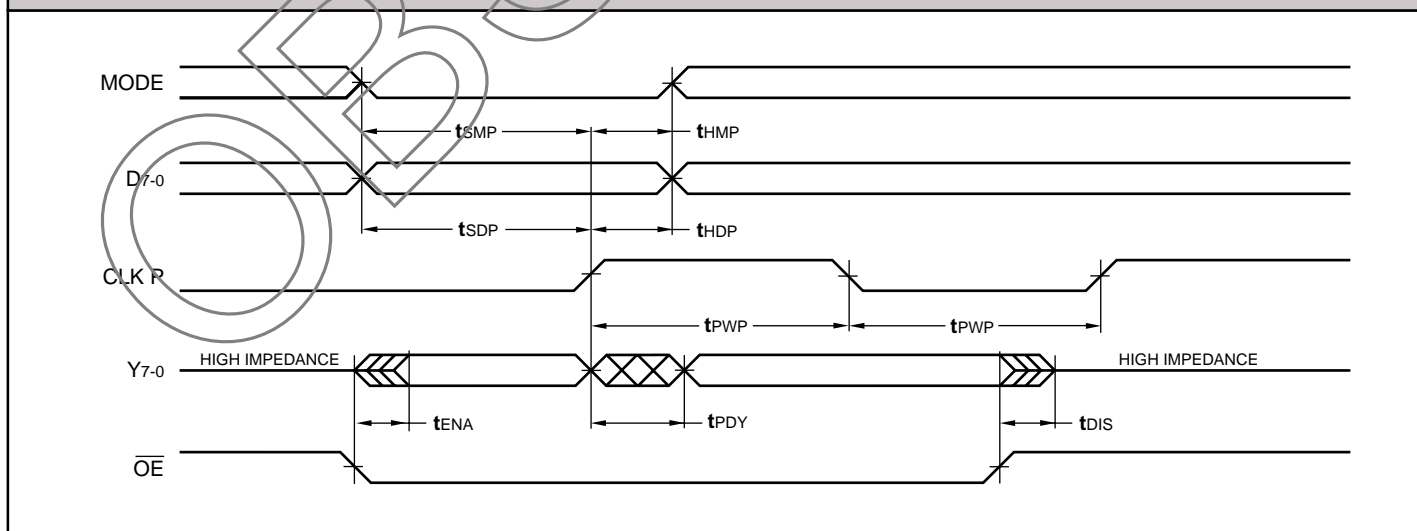 MODE
tSMP tHMP
D7-0
tSDP tHDP
CLK P
tPWP tPWP
Y7-0 HIGH IMPEDANCE HIGH IMPEDANCE
tENA tPDY tDIS
OE
OBS